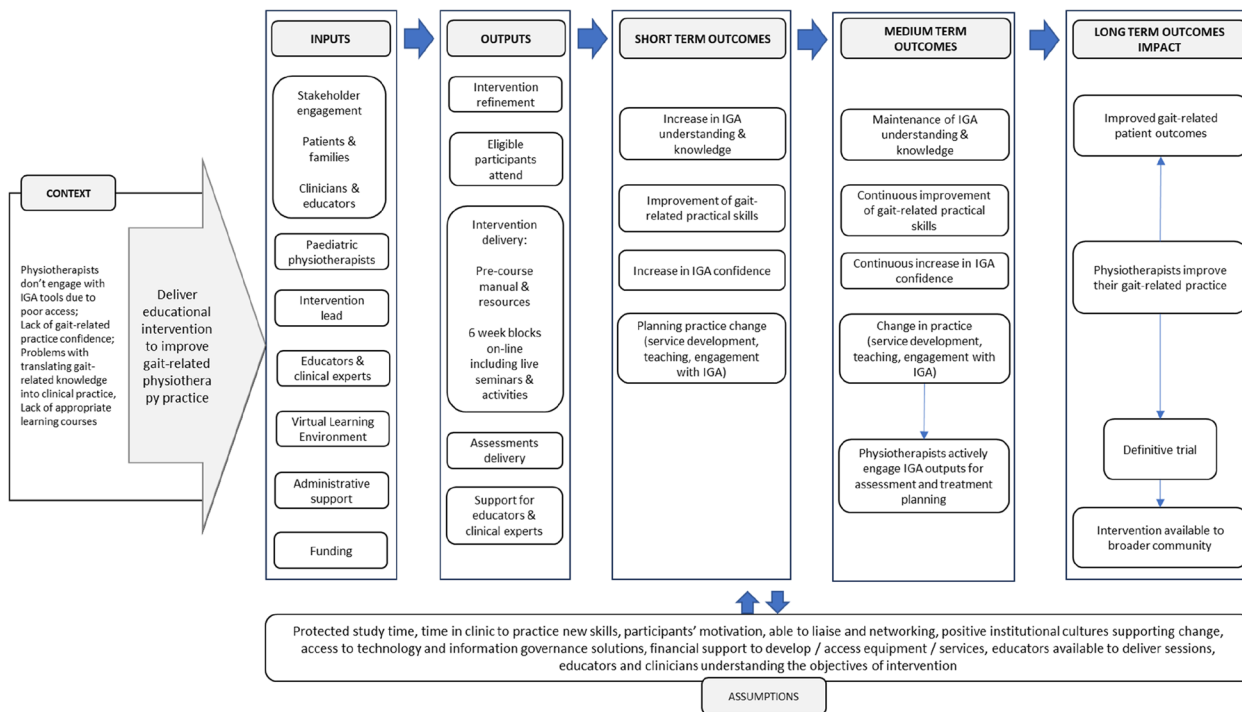 CONTEXT
Physiotherapists
don't engage with
IGA tools due to
poor access;
Lack of gait-related
practice confidence;
Problems with
translating gait-
related knowledge
into clinical practice,
Lack of appropriate
learning courses
Deliver
educational
intervention
to improve
gait-related
physiothera
py practice
INPUTS
Stakeholder
engagement
Patients &
families
Clinicians &
educators
Paediatric
physiotherapists
Intervention
lead
Educators &
clinical experts
Virtual Learning
Environment
Administrative
support
Funding
OUTPUTS
Intervention
refinement
Eligible
participants
attend
Intervention
delivery:
Pre-course
manual &
resources
6 week blocks
on-line
including live
seminars &
activities
Assessments
delivery
Support for
educators &
clinical experts
SHORT TERM OUTCOMES
Increase in IGA
understanding &
knowledge
Improvement of gait-
related practical skills
Increase in IGA confidence
Planning practice change
(service development,
teaching, engagement
with IGA)
MEDIUM TERM
OUTCOMES
Maintenance of IGA
understanding &
knowledge
Continuous improvement
of gait-related practical
skills
Continuous increase in IGA
confidence
Change in practice
(service development,
teaching, engagement with
IGA)
Physiotherapists actively
engage IGA outputs for
assessment and treatment
planning
LONG TERM OUTCOMES
IMPACT
Improved gait-related
patient outcomes
Physiotherapists improve
their gait-related practice
Definitive trial
Intervention available to
broader community
Protected study time, time in clinic to practice new skills, participants' motivation, able to liaise and networking, positive institutional cultures supporting change,
access to technology and information governance solutions, financial support to develop / access equipment / services, educators available to deliver sessions,
educators and clinicians understanding the objectives of intervention
ASSUMPTIONS